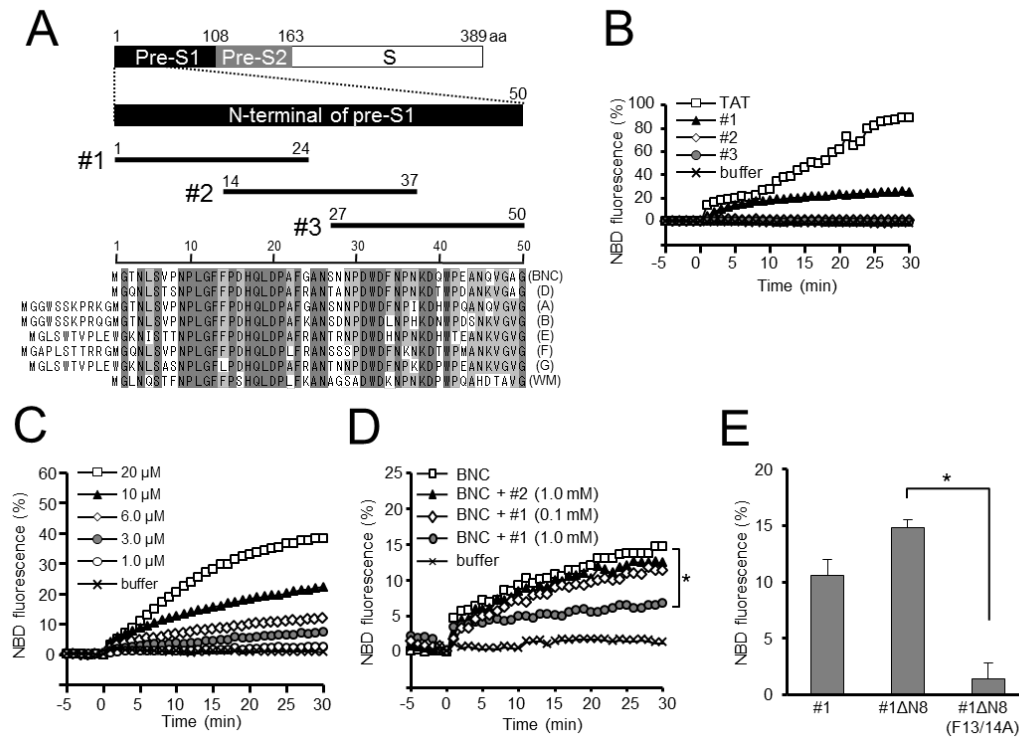 A
1 108 163 389 aa
Pre-S1 Pre-S2 S
50
N-terminal of pre-S1
#1 1 24
#2 14 37
#3 27 50
1 10 20 30 40 50
MGTNLSVPNPLGFFPDHQLDPAFGANSNNPDWDFNPNKDQWPEANQVGAG (BNC)
MGQNLSTSNPLGFFPDHQLDPAFRANTANPDWDFNPNKDTWPDANKVGAG (D)
MGGWSSKPRKGMGTNLSVPNPLGFFPDHQLDPAFGANSNNPDWDFNPIKDHWPQANQVGVG (A)
MGGWSSKPRQGMGTNLSVPNPLGFFPDHQLDPAFKANSDNPDWDLNPHKDNWPDSNKVGVG (B)
MGLSWTVPLEWGKNISTTNPLGFFPDHQLDPAFRANTRNPDWDHNPNKDHWTEANKVGVG (E)
MGAPLSTTRRGMGQNLSVPNPLGFFPDHQLDPLFRANSSSPDWDFNKNKDTWPMANKVGVG (F)
MGLSWTVPLEWGKNLSASNPLGFLPDHQLDPAFRANTNNPDWDFNPKKDPWPEANKVGVG (G)
MGLNQSTFNPLGFFPDHQLDPLFKANAGSADWDKNPNKDPWPQAHDTAVG (WM)
B
NBD fluorescence (%)
100
80
60
40
20
0
TAT
#1
#2
#3
buffer
-5 0 5 10 15 20 25 30
Time (min)
C
NBD fluorescence (%)
60
50
40
30
20
10
0
20 µM
10 µM
6.0 µM
3.0 µM
1.0 µM
buffer
-5 0 5 10 15 20 25 30
Time (min)
D
NBD fluorescence (%)
25
20
15
10
5
0
BNC
BNC + #2 (1.0 mM)
BNC + #1 (0.1 mM)
BNC + #1 (1.0 mM)
buffer
*
-5 0 5 10 15 20 25 30
Time (min)
E
NBD fluorescence (%)
20
15
10
5
0
*
#1 #1ΔN8 #1ΔN8
(F13/14A)